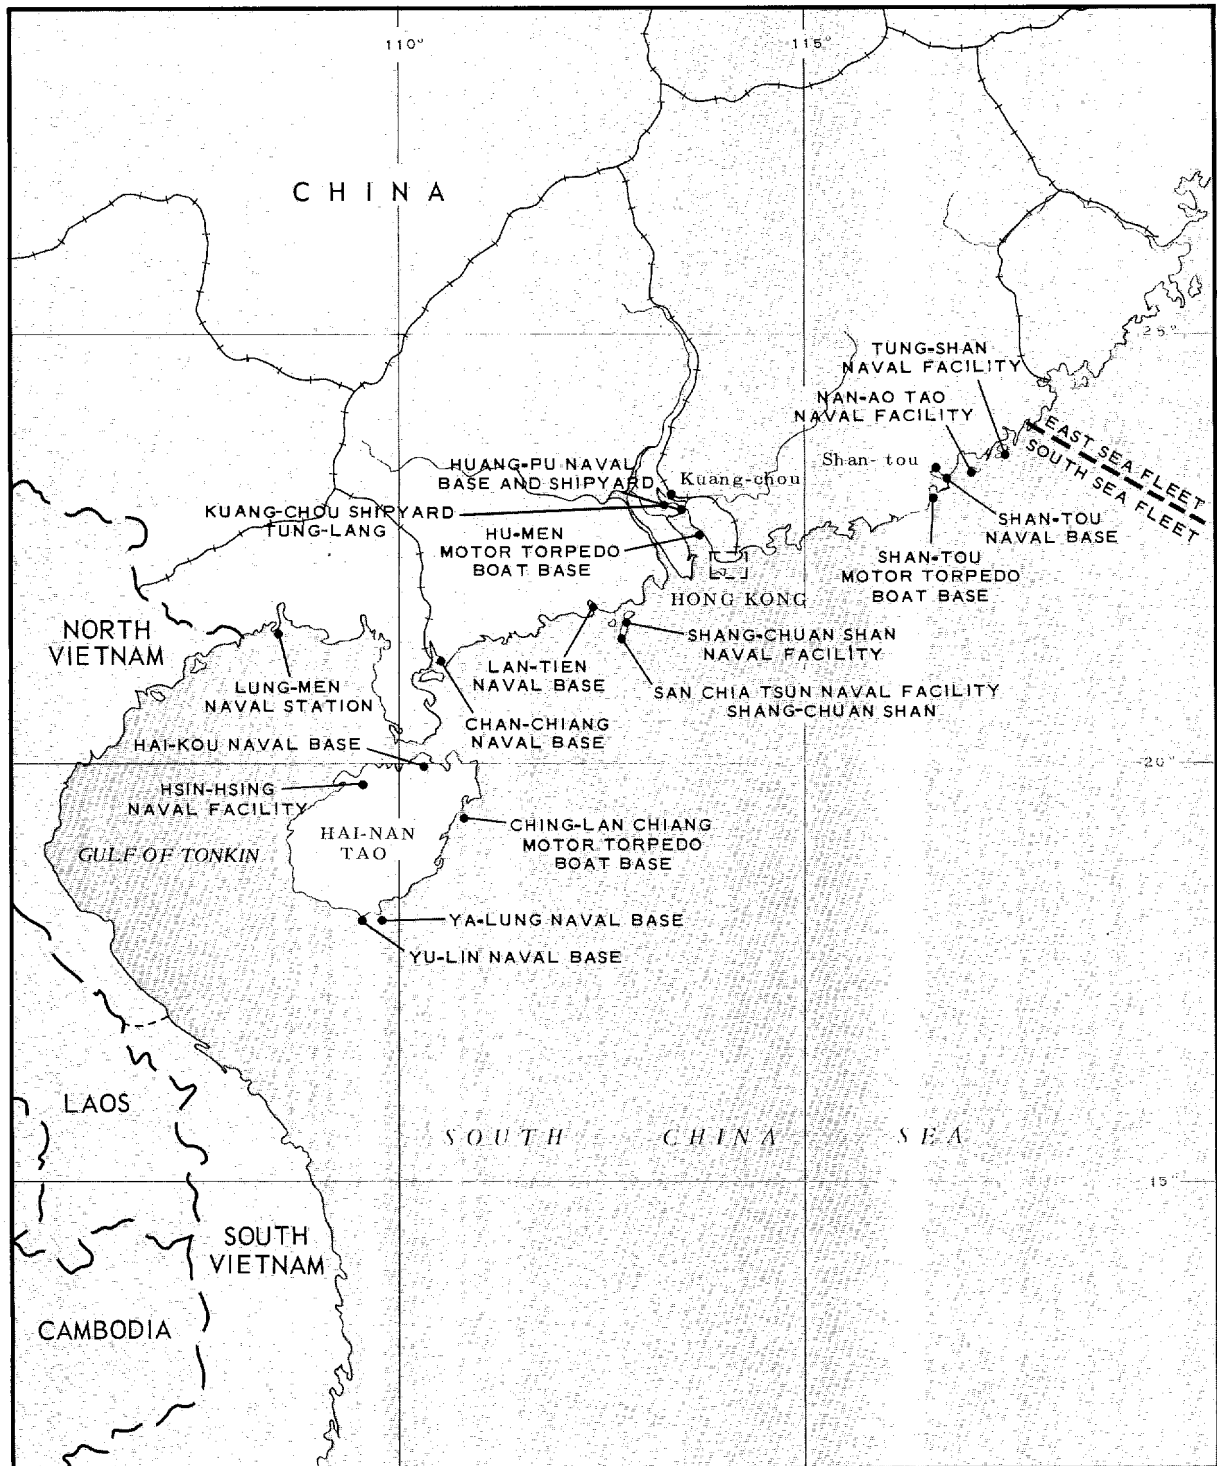 110°
115°
CHINA
25°
TUNG-SHAN
NAVAL FACILITY
NAN-AO TAO
NAVAL FACILITY
EAST SEA FLEET
SOUTH SEA FLEET
Shan-tou
HUANG-PU NAVAL
BASE AND SHIPYARD
Kuang-chou
KUANG-CHOU SHIPYARD
TUNG-LANG
HU-MEN
MOTOR TORPEDO
BOAT BASE
SHAN-TOU
NAVAL BASE
SHAN-TOU
MOTOR TORPEDO
BOAT BASE
HONG KONG
NORTH
VIETNAM
SHANG-CHUAN SHAN
NAVAL FACILITY
LAN-TIEN
NAVAL BASE
LUNG-MEN
NAVAL STATION
SAN CHIA TSUN NAVAL FACILITY
SHANG-CHUAN SHAN
CHAN-CHIANG
NAVAL BASE
HAI-KOU NAVAL BASE
20°
HSIN-HSING
NAVAL FACILITY
HAI-NAN
TAO
CHING-LAN CHIANG
MOTOR TORPEDO
BOAT BASE
GULF OF TONKIN
YA-LUNG NAVAL BASE
YU-LIN NAVAL BASE
LAOS
SOUTH CHINA SEA
15°
SOUTH
VIETNAM
CAMBODIA